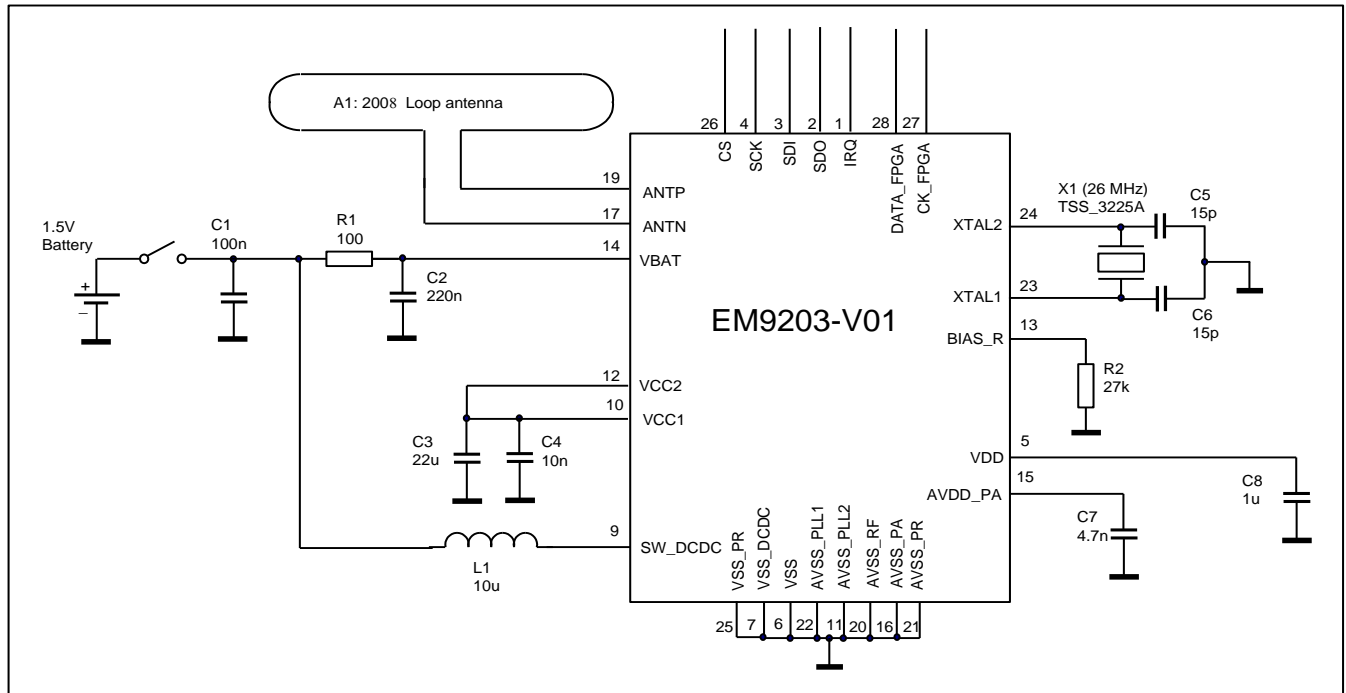 A1: 2008 Loop antenna
26
4
3
2
1
28
27
CS
SCK
SDI
SDO
IRQ
DATA_FPGA
CK_FPGA
19
ANTP
17
ANTN
14
VBAT
1.5V
Battery
+
–
C1
100n
R1
100
C2
220n
EM9203-V01
X1 (26 MHz)
TSS_3225A
C5
15p
24
XTAL2
23
XTAL1
C6
15p
13
BIAS_R
R2
27k
12
VCC2
10
VCC1
C3
22u
C4
10n
5
VDD
15
AVDD_PA
C8
1u
C7
4.7n
9
SW_DCDC
L1
10u
VSS_PR
VSS_DCDC
VSS
AVSS_PLL1
AVSS_PLL2
AVSS_RF
AVSS_PA
AVSS_PR
25
7
6
22
11
20
16
21